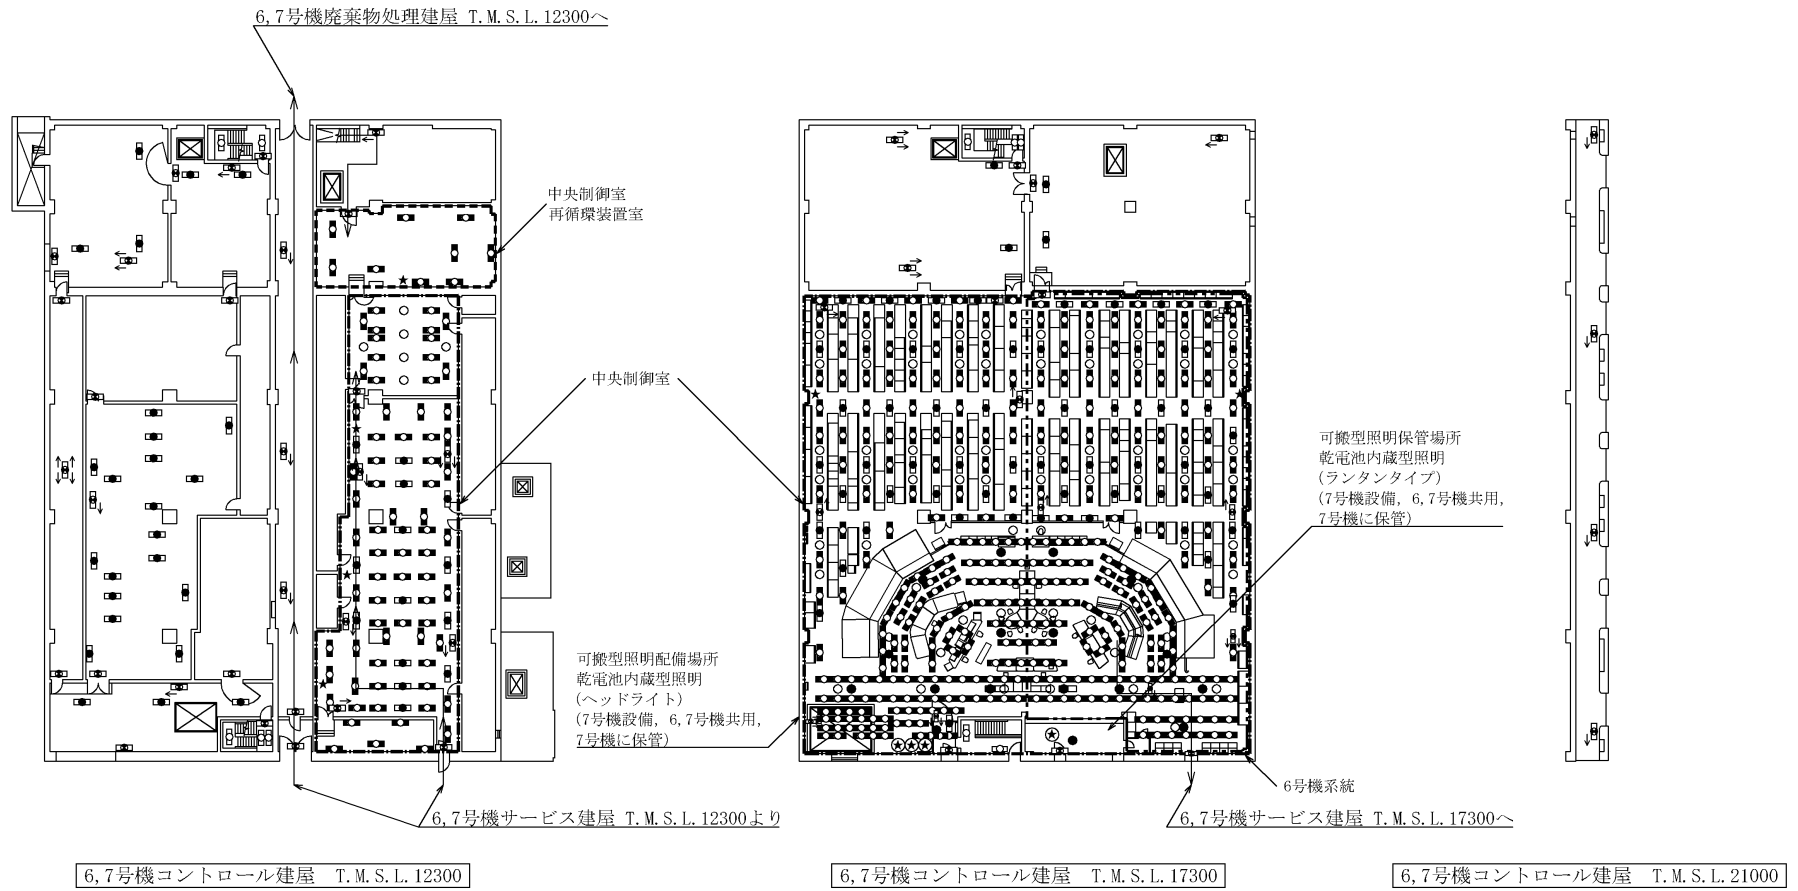 6,7号機廃棄物処理建屋 T.M.S.L.12300へ
中央制御室
再循環装置室
中央制御室
可搬型照明保管場所
乾電池内蔵型照明
(ランタンタイプ)
(7号機設備, 6,7号機共用,
7号機に保管)
可搬型照明配備場所
乾電池内蔵型照明
(ヘッドライト)
(7号機設備, 6,7号機共用,
7号機に保管)
6号機系統
6,7号機サービス建屋 T.M.S.L.12300より
6,7号機サービス建屋 T.M.S.L.17300へ
6,7号機コントロール建屋 T.M.S.L.12300
6,7号機コントロール建屋 T.M.S.L.17300
6,7号機コントロール建屋 T.M.S.L.21000